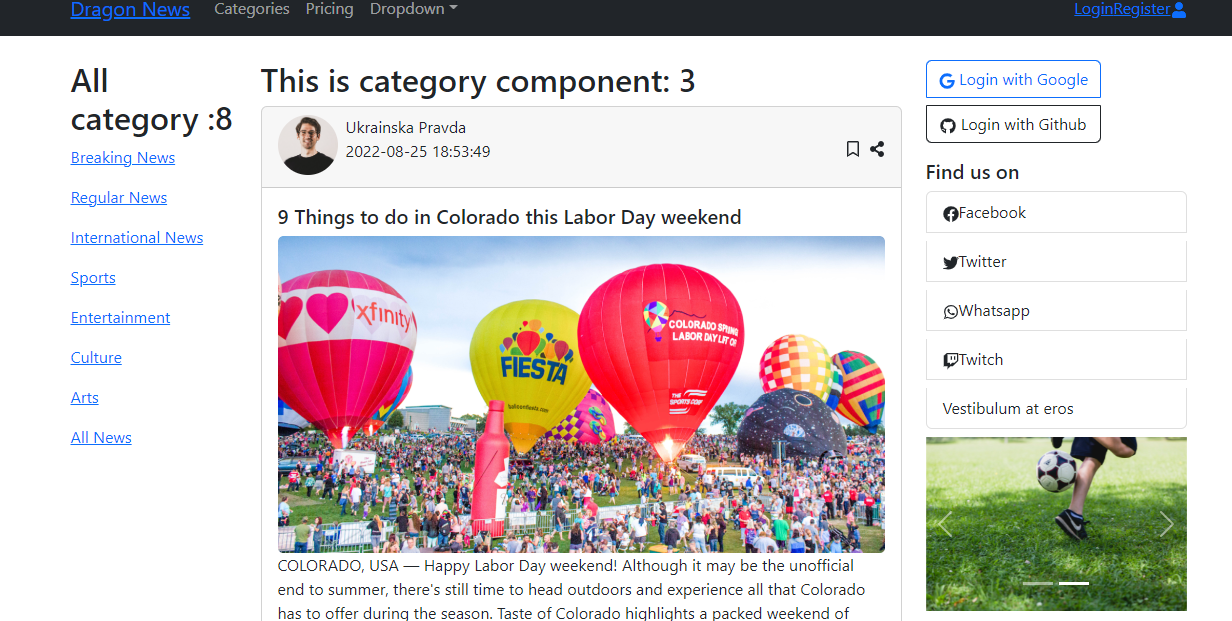 Dragon News Categories Pricing Dropdown LoginRegister
All
category :8
Breaking News
Regular News
International News
Sports
Entertainment
Culture
Arts
All News
This is category component: 3
Ukrainska Pravda
2022-08-25 18:53:49
9 Things to do in Colorado this Labor Day weekend
xfinity
FIESTA
balloonfiesta.com
COLORADO SPRINGS
LABOR DAY LIFT OFF
THE
SPORTS CORP
COLORADO, USA — Happy Labor Day weekend! Although it may be the unofficial
end to summer, there's still time to head outdoors and experience all that Colorado
has to offer during the season. Taste of Colorado highlights a packed weekend of
Login with Google
Login with Github
Find us on
Facebook
Twitter
Whatsapp
Twitch
Vestibulum at eros